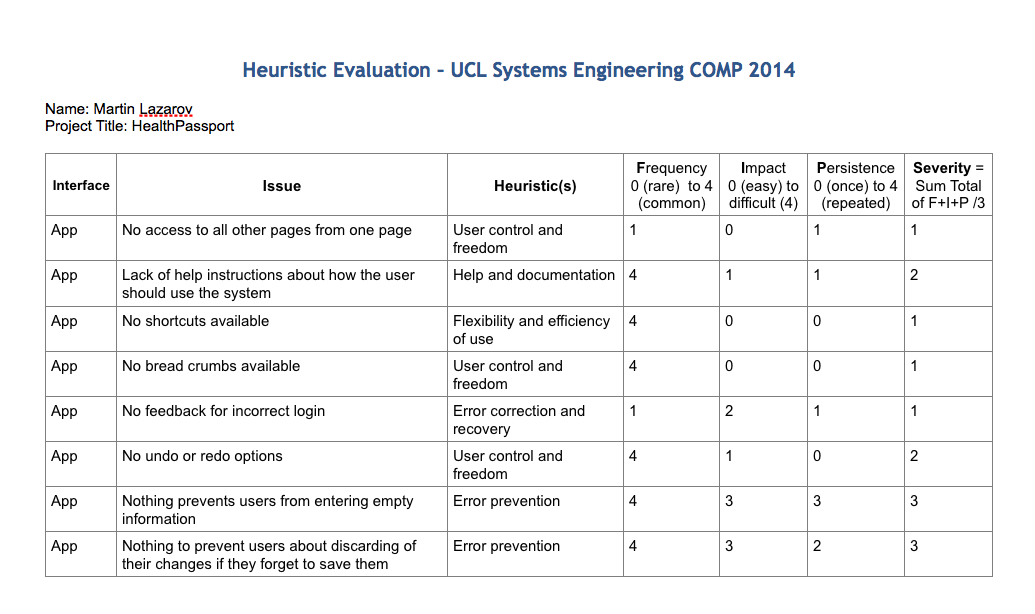 Heuristic Evaluation - UCL Systems Engineering COMP 2014
Name: Martin Lazarov
Project Title: HealthPassport
Interface Issue Heuristic(s) Frequency 0 (rare) to 4 (common) Impact 0 (easy) to difficult (4) Persistence 0 (once) to 4 (repeated) Severity = Sum Total of F+I+P /3
App No access to all other pages from one page User control and freedom 1 0 1 1
App Lack of help instructions about how the user should use the system Help and documentation 4 1 1 2
App No shortcuts available Flexibility and efficiency of use 4 0 0 1
App No bread crumbs available User control and freedom 4 0 0 1
App No feedback for incorrect login Error correction and recovery 1 2 1 1
App No undo or redo options User control and freedom 4 1 0 2
App Nothing prevents users from entering empty information Error prevention 4 3 3 3
App Nothing to prevent users about discarding of their changes if they forget to save them Error prevention 4 3 2 3